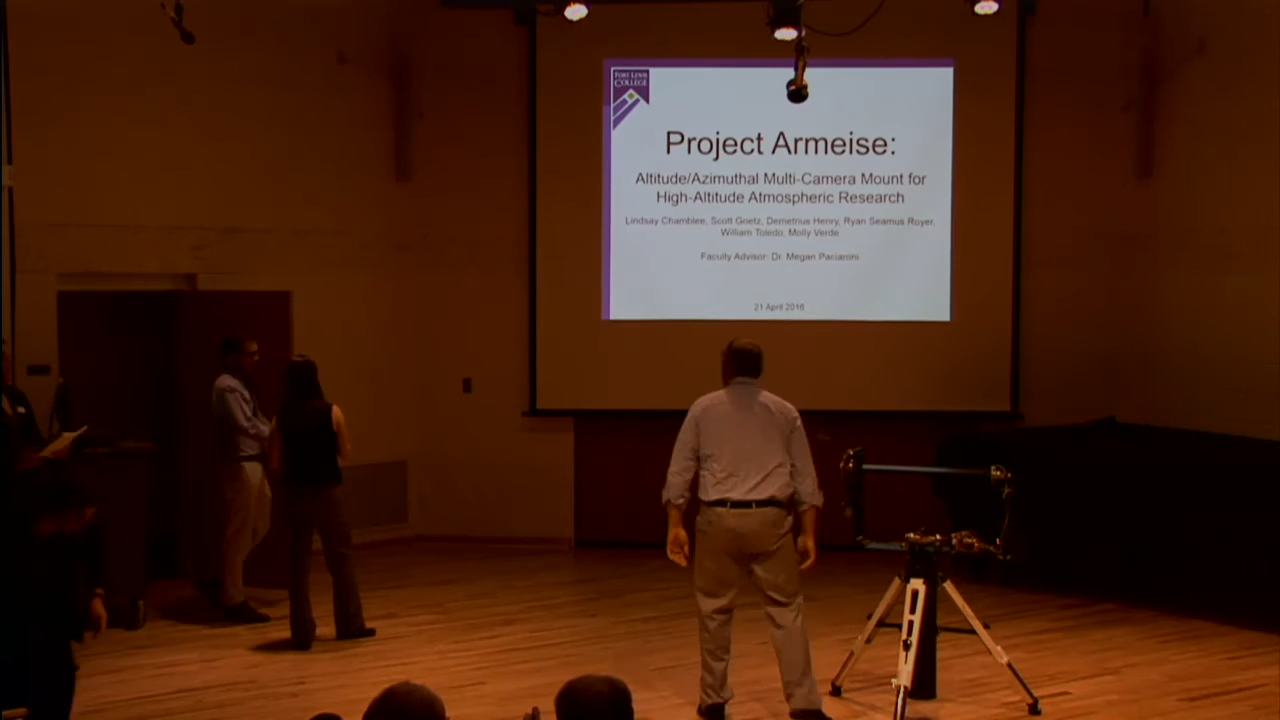 FORT LEWIS
COLLEGE
Project Armeise:
Altitude/Azimuthal Multi-Camera Mount for
High-Altitude Atmospheric Research
Lindsay Chamblee, Scott Goetz, Demetrius Henry, Ryan Seamus Royer,
William Toledo, Molly Verde
Faculty Advisor: Dr. Megan Paciaroni
21 April 2016